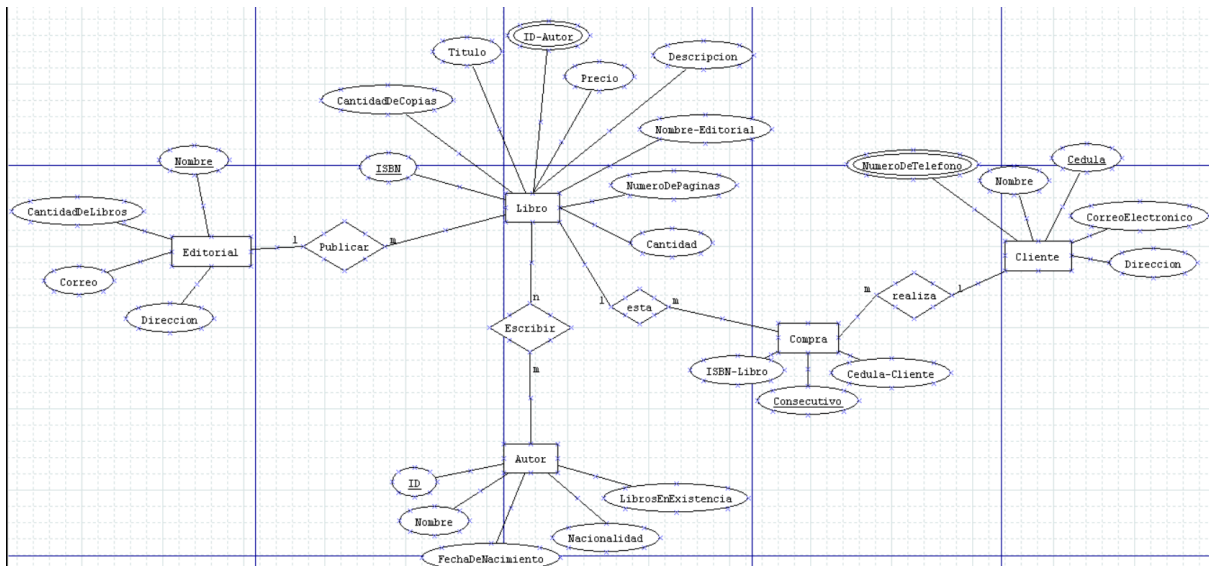 ID-Autor
Titulo
Descripcion
Precio
CantidadDeCopias
Nombre-Editorial
Nombre
ISBN
NumeroDeTelefono
Cedula
Nombre
NumeroDePaginas
CantidadDeLibros
Libro
CorreoElectronico
Editorial
1
Publicar
m
Cantidad
Cliente
Direccion
Correo
m
realiza
1
n
1
esta
m
Direccion
Escribir
Compra
m
ISBN-Libro
Cedula-Cliente
Consecutivo
Autor
ID
LibrosEnExistencia
Nombre
Nacionalidad
FechaDeNacimiento